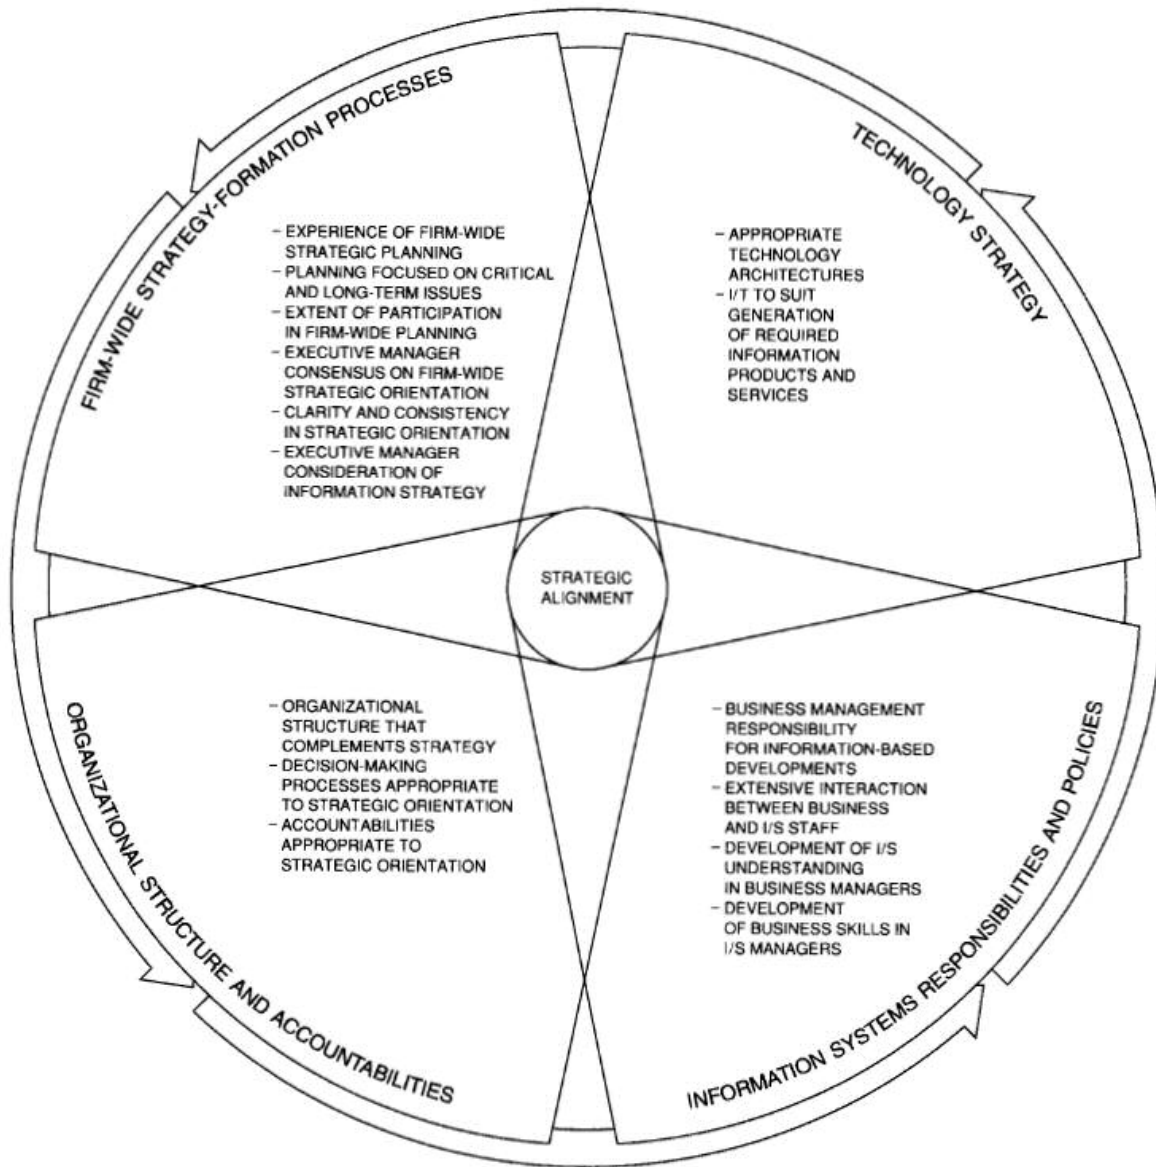 FIRM-WIDE STRATEGY-FORMATION PROCESSES
– EXPERIENCE OF FIRM-WIDE
STRATEGIC PLANNING
– PLANNING FOCUSED ON CRITICAL
AND LONG-TERM ISSUES
– EXTENT OF PARTICIPATION
IN FIRM-WIDE PLANNING
– EXECUTIVE MANAGER
CONSENSUS ON FIRM-WIDE
STRATEGIC ORIENTATION
– CLARITY AND CONSISTENCY
IN STRATEGIC ORIENTATION
– EXECUTIVE MANAGER
CONSIDERATION OF
INFORMATION STRATEGY
TECHNOLOGY STRATEGY
– APPROPRIATE
TECHNOLOGY
ARCHITECTURES
– I/T TO SUIT
GENERATION
OF REQUIRED
INFORMATION
PRODUCTS AND
SERVICES
STRATEGIC
ALIGNMENT
ORGANIZATIONAL STRUCTURE AND ACCOUNTABILITIES
– ORGANIZATIONAL
STRUCTURE THAT
COMPLEMENTS STRATEGY
– DECISION-MAKING
PROCESSES APPROPRIATE
TO STRATEGIC ORIENTATION
– ACCOUNTABILITIES
APPROPRIATE TO
STRATEGIC ORIENTATION
INFORMATION SYSTEMS RESPONSIBILITIES AND POLICIES
– BUSINESS MANAGEMENT
RESPONSIBILITY
FOR INFORMATION-BASED
DEVELOPMENTS
– EXTENSIVE INTERACTION
BETWEEN BUSINESS
AND I/S STAFF
– DEVELOPMENT OF I/S
UNDERSTANDING
IN BUSINESS MANAGERS
– DEVELOPMENT
OF BUSINESS SKILLS IN
I/S MANAGERS